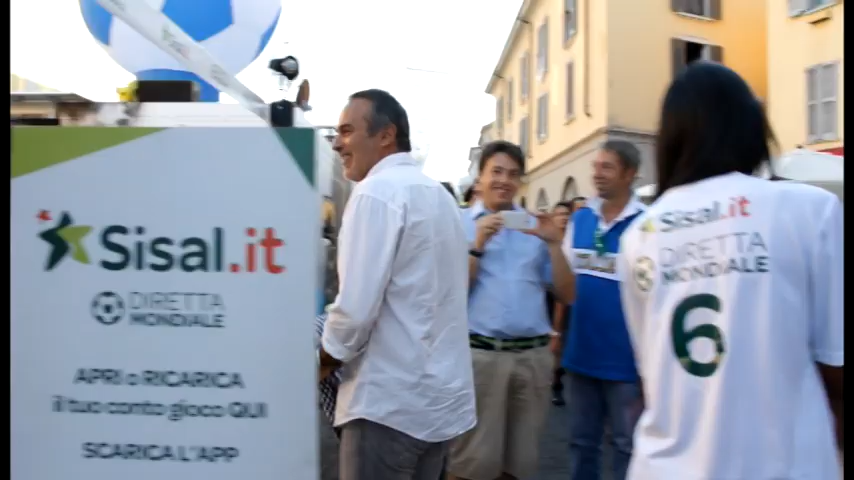 Sisal.it
DIRETTA
MONDIALE
APRI o RICARICA
il tuo conto gioco QUI
SCARICA L'APP
Sisal.it
DIRETTA
MONDIALE
6